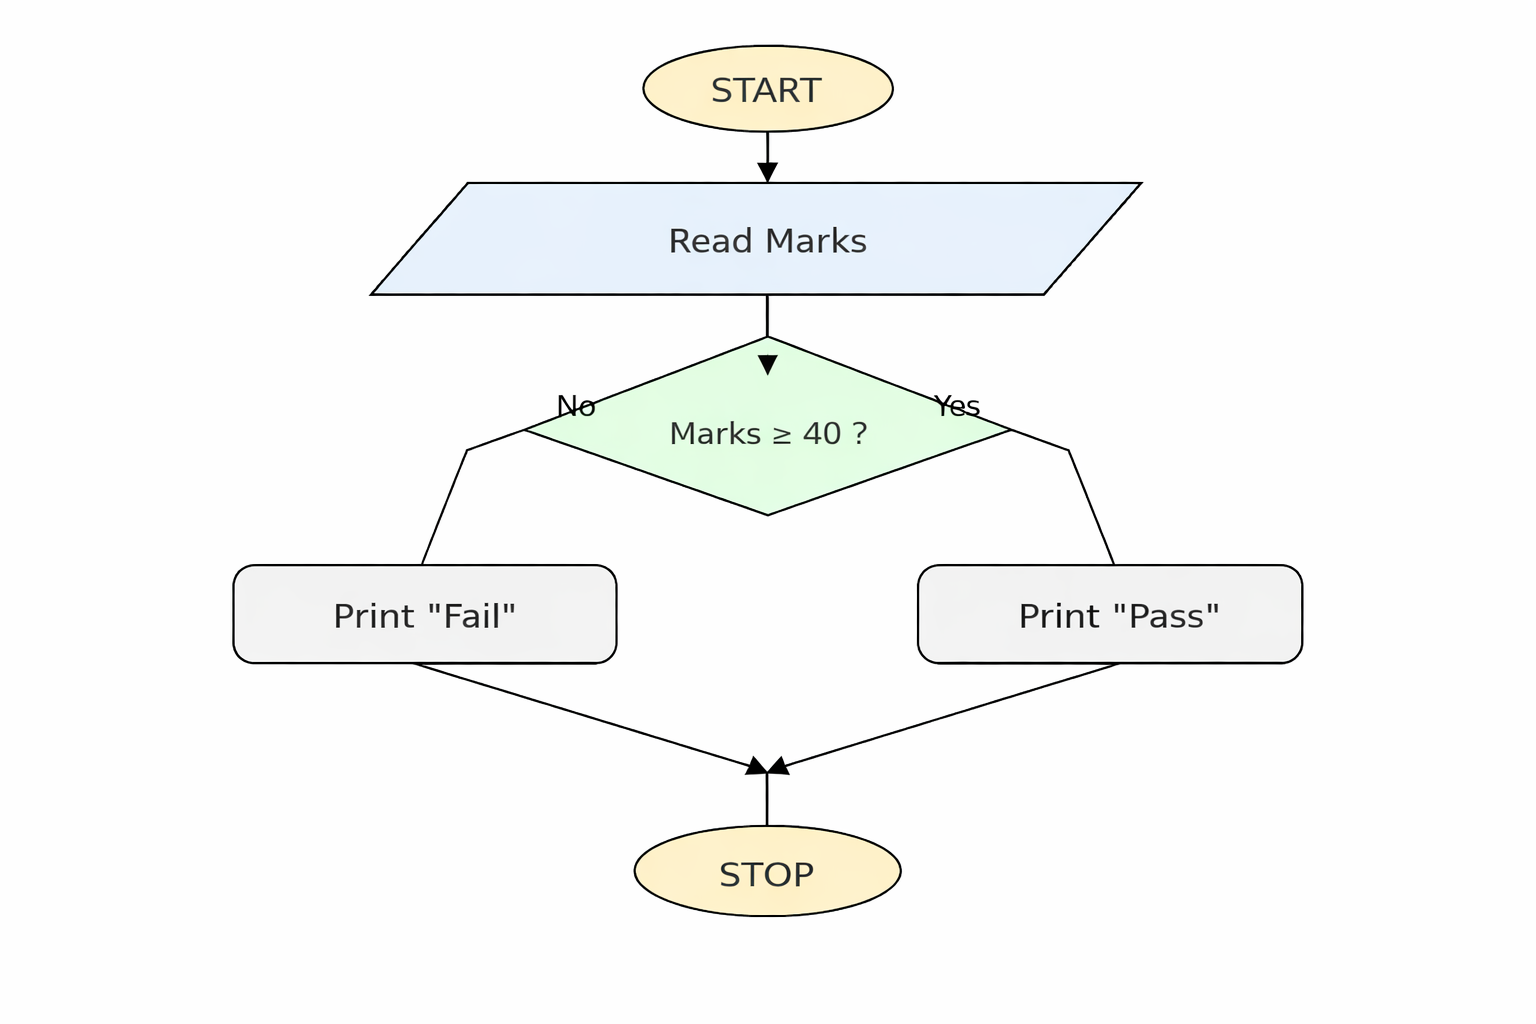 START
Read Marks
No
Yes
Marks ≥ 40 ?
Print "Fail"
Print "Pass"
STOP